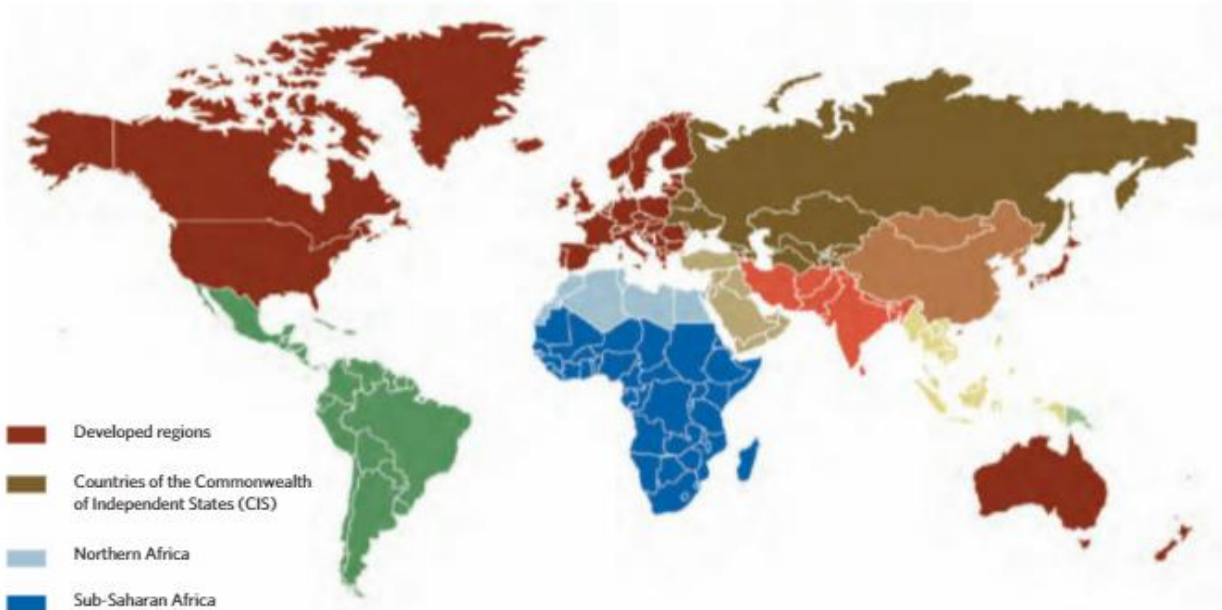 Developed regions
Countries of the Commonwealth
of Independent States (CIS)
Northern Africa
Sub-Saharan Africa